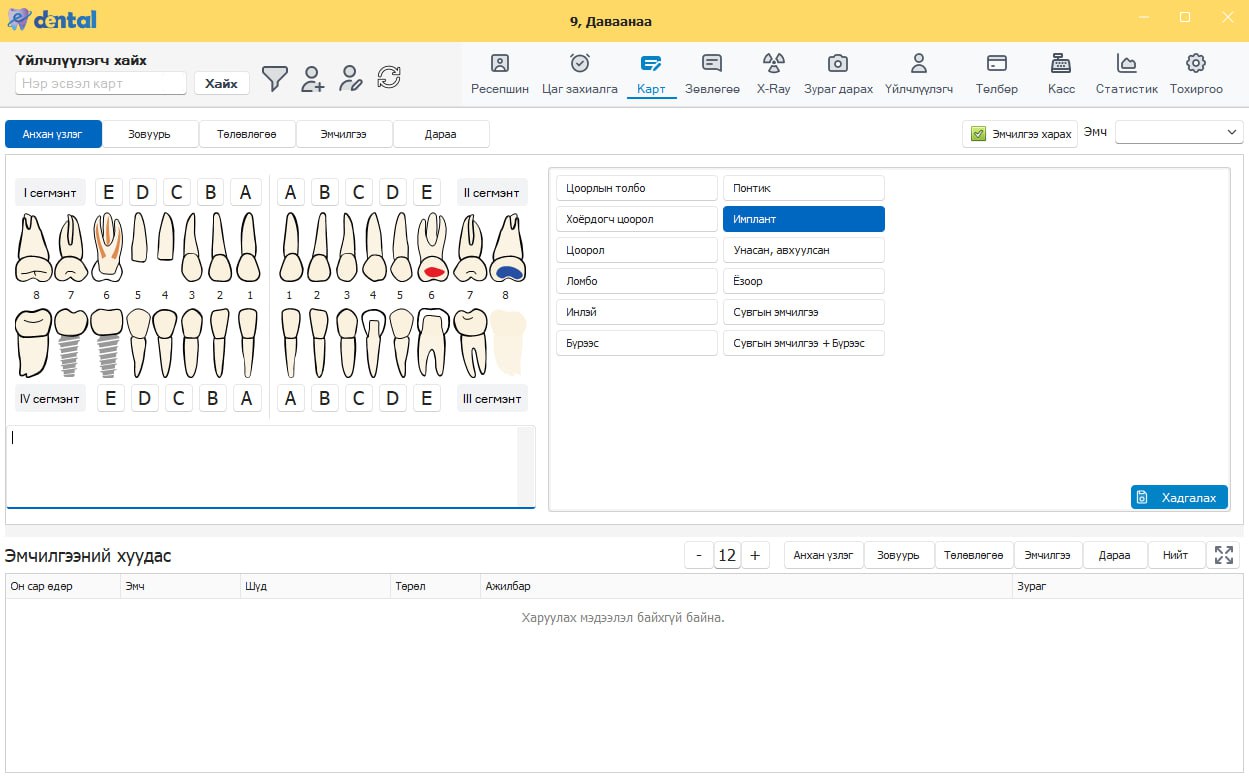 dental
9, Даваанаа
Үйлчлүүлэгч хайх
Нэр эсвэл карт
Хайх
Ресепшин Цаг захиалга Карт Зөвлөгөө X-Ray Зураг дарах Үйлчлүүлэгч Төлбөр Касс Статистик Тохиргоо
Анхан үзлэг Зовуурь Төлөвлөгөө Эмчилгээ Дараа
Эмчилгээ харах Эмч
I сегмэнт E D C B A A B C D E II сегмэнт
8 7 6 5 4 3 2 1 1 2 3 4 5 6 7 8
IV сегмэнт E D C B A A B C D E III сегмэнт
Цоорлын толбо Понтик
Хоёрдогч цоорол Имплант
Цоорол Унасан, авхуулсан
Ломбо Ёзоор
Инлэй Сувгын эмчилгээ
Бүрээс Сувгын эмчилгээ + Бүрээс
Хадгалах
Эмчилгээний хуудас
- 12 + Анхан үзлэг Зовуурь Төлөвлөгөө Эмчилгээ Дараа Нийт
Он сар өдөр Эмч Шүд Төрөл Ажилбар Зураг
Харуулах мэдээлэл байхгүй байна.